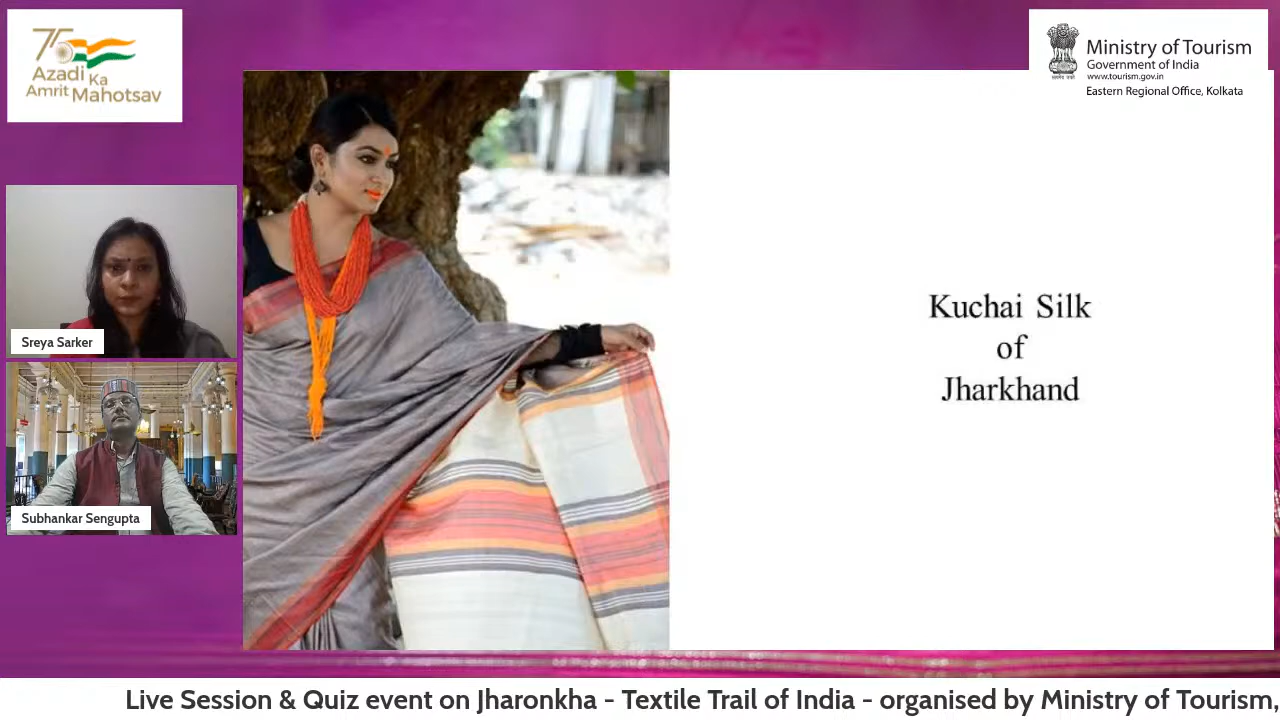 75
Azadi Ka
Amrit Mahotsav
Ministry of Tourism
Government of India
www.tourism.gov.in
Eastern Regional Office, Kolkata
Sreya Sarker
Subhankar Sengupta
Kuchai Silk
of
Jharkhand
Live Session & Quiz event on Jharonkha - Textile Trail of India - organised by Ministry of Tourism,